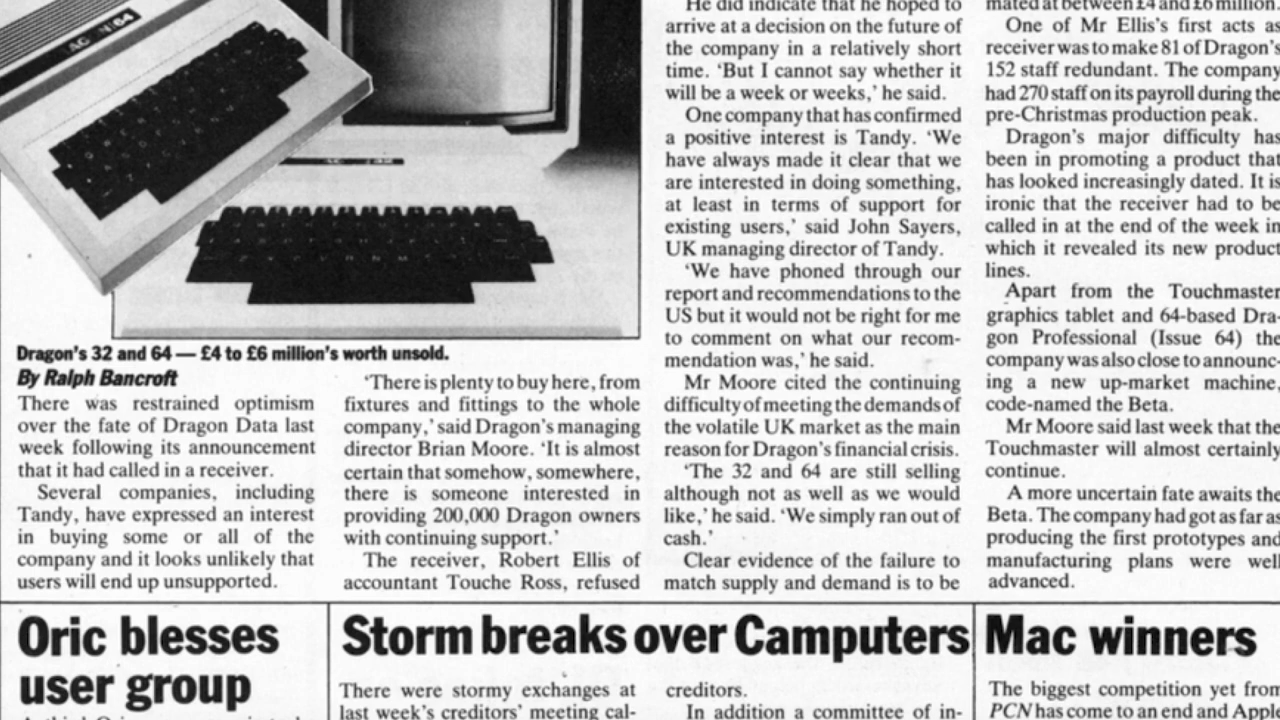 64
32
Dragon's 32 and 64 — £4 to £6 million's worth unsold.
By Ralph Bancroft
There was restrained optimism
over the fate of Dragon Data last
week following its announcement
that it had called in a receiver.
Several companies, including
Tandy, have expressed an interest
in buying some or all of the
company and it looks unlikely that
users will end up unsupported.
'There is plenty to buy here, from
fixtures and fittings to the whole
company,' said Dragon's managing
director Brian Moore. 'It is almost
certain that somehow, somewhere,
there is someone interested in
providing 200,000 Dragon owners
with continuing support.'
The receiver, Robert Ellis of
accountant Touche Ross, refused
He did indicate that he hoped to
arrive at a decision on the future of
the company in a relatively short
time. 'But I cannot say whether it
will be a week or weeks,' he said.
One company that has confirmed
a positive interest is Tandy. 'We
have always made it clear that we
are interested in doing something,
at least in terms of support for
existing users,' said John Sayers,
UK managing director of Tandy.
'We have phoned through our
report and recommendations to the
US but it would not be right for me
to comment on what our recom-
mendation was,' he said.
Mr Moore cited the continuing
difficulty of meeting the demands of
the volatile UK market as the main
reason for Dragon's financial crisis.
'The 32 and 64 are still selling
although not as well as we would
like,' he said. 'We simply ran out of
cash.'
Clear evidence of the failure to
match supply and demand is to be
mated at between £4 and £6 million.
One of Mr Ellis's first acts as
receiver was to make 81 of Dragon's
152 staff redundant. The company
had 270 staff on its payroll during the
pre-Christmas production peak.
Dragon's major difficulty has
been in promoting a product that
has looked increasingly dated. It is
ironic that the receiver had to be
called in at the end of the week in
which it revealed its new product
lines.
Apart from the Touchmaster
graphics tablet and 64-based Dra-
gon Professional (Issue 64) the
company was also close to announc-
ing a new up-market machine,
code-named the Beta.
Mr Moore said last week that the
Touchmaster will almost certainly
continue.
A more uncertain fate awaits the
Beta. The company had got as far as
producing the first prototypes and
manufacturing plans were well
advanced.
Oric blesses
user group
Storm breaks over Camputers
There were stormy exchanges at
last week's creditors' meeting cal-
creditors.
In addition a committee of in-
Mac winners
The biggest competition yet from
PCN has come to an end and Apple